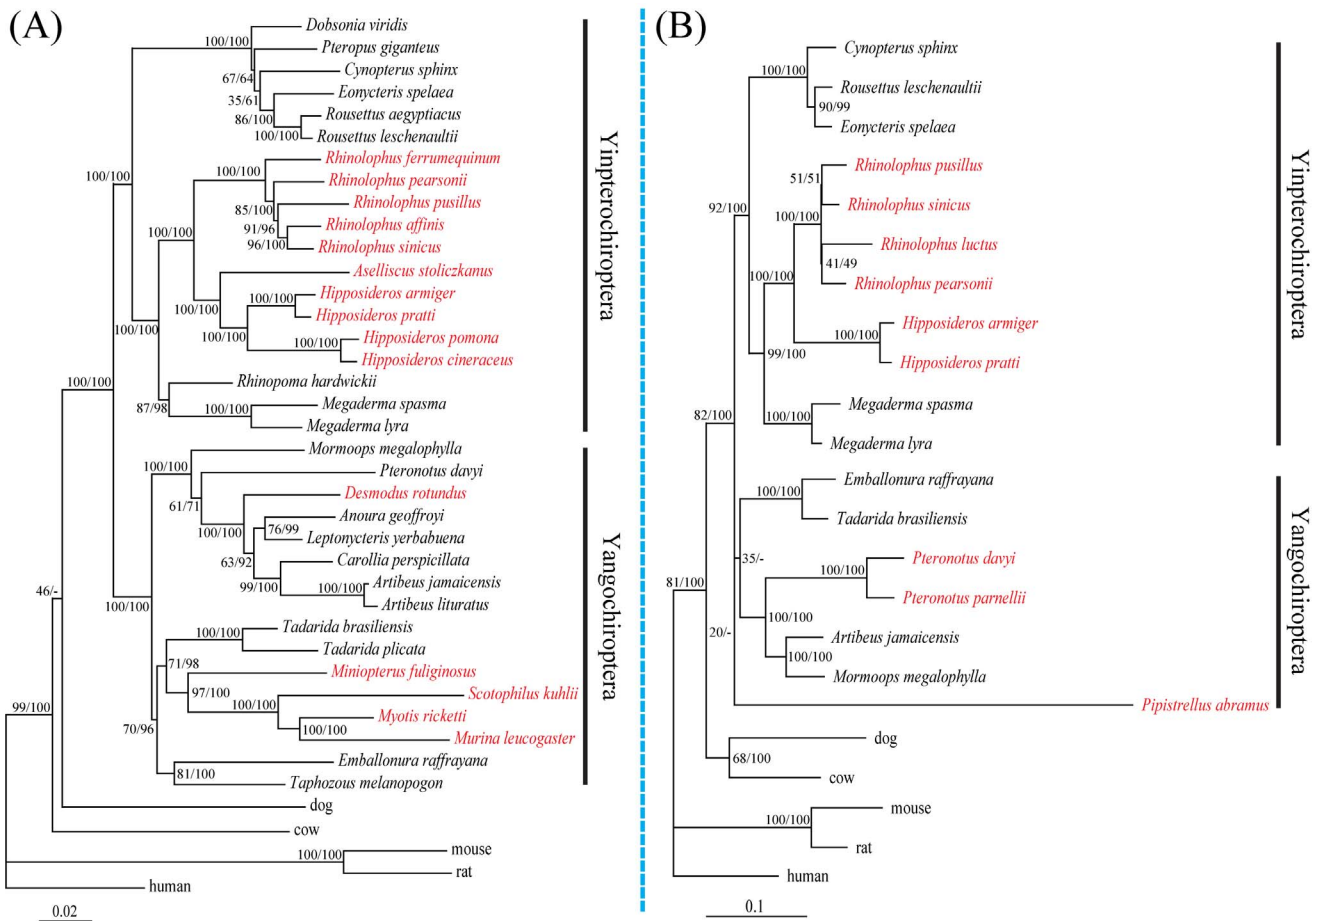 (A)
Dobsonia viridis
100/100
Pteropus giganteus
67/64
Cynopterus sphinx
35/61
Eonycteris spelaea
86/100
Rousettus aegyptiacus
100/100
Rousettus leschenaultii
Rhinolophus ferrumequinum
100/100
100/100
Rhinolophus pearsonii
85/100
Rhinolophus pusillus
91/96
Rhinolophus affinis
100/100
96/100
Rhinolophus sinicus
Aselliscus stoliczkanus
100/100
Hipposideros armiger
100/100
Hipposideros pratti
100/100
100/100
Hipposideros pomona
100/100
Hipposideros cineraceus
100/100
Rhinopoma hardwickii
87/98
Megaderma spasma
100/100
Megaderma lyra
Yinpterochiroptera
Mormoops megalophylla
100/100
Pteronotus davyi
61/71
Desmodus rotundus
100/100
Anoura geoffroyi
76/99
Leptonycteris yerbabuena
63/92
Carollia perspicillata
99/100
Artibeus jamaicensis
100/100
Artibeus lituratus
46/-
100/100
Tadarida brasiliensis
100/100
Tadarida plicata
71/98
Miniopterus fuliginosus
97/100
Scotophilus kuhlii
100/100
Myotis ricketti
99/100
100/100
Murina leucogaster
70/96
Emballonura raffrayana
81/100
Taphozous melanopogon
Yangochiroptera
dog
cow
mouse
100/100
rat
human
0.02
(B)
Cynopterus sphinx
100/100
Rousettus leschenaultii
90/99
Eonycteris spelaea
Rhinolophus pusillus
51/51
Rhinolophus sinicus
92/100
100/100
Rhinolophus luctus
41/49
100/100
Rhinolophus pearsonii
Hipposideros armiger
100/100
99/100
Hipposideros pratti
Megaderma spasma
82/100
100/100
Megaderma lyra
Yinpterochiroptera
Emballonura raffrayana
100/100
Tadarida brasiliensis
35/-
Pteronotus davyi
100/100
81/100
Pteronotus parnellii
100/100
20/-
Artibeus jamaicensis
100/100
Mormoops megalophylla
Pipistrellus abramus
Yangochiroptera
dog
68/100
cow
mouse
100/100
rat
human
0.1